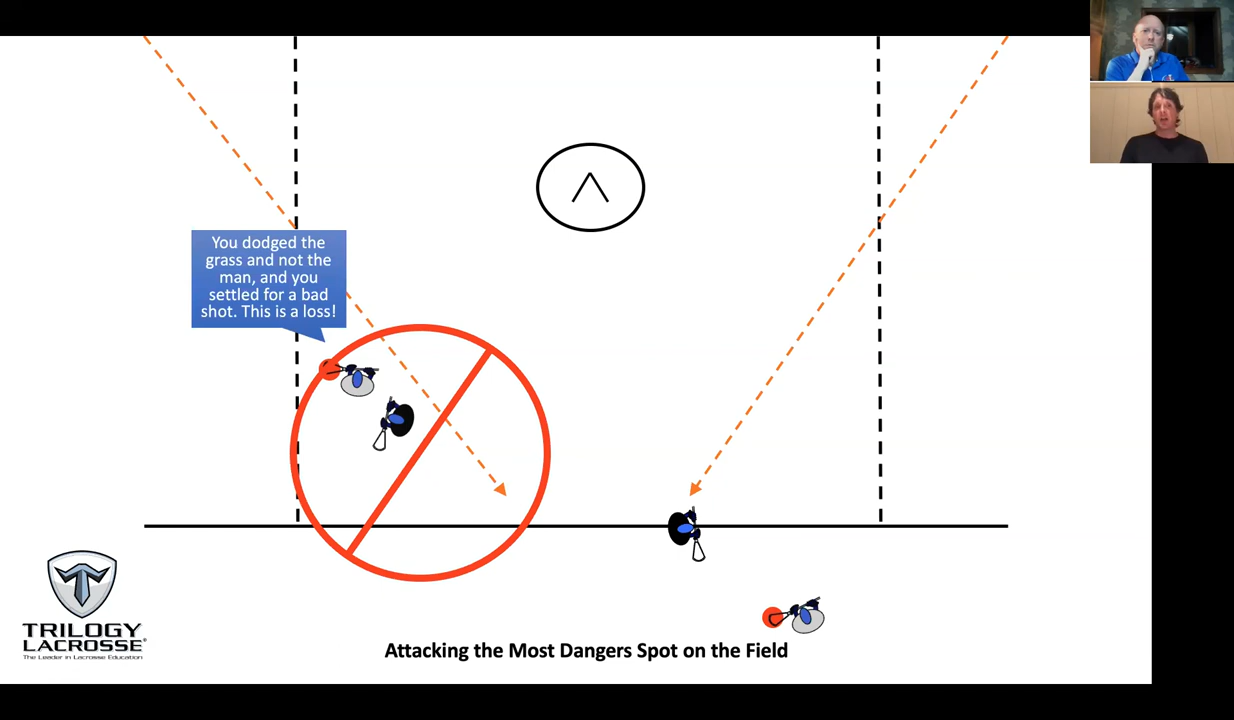 You dodged the
grass and not the
man, and you
settled for a bad
shot. This is a loss!
TRILOGY
LACROSSE
The Leader in Lacrosse Education
Attacking the Most Dangers Spot on the Field